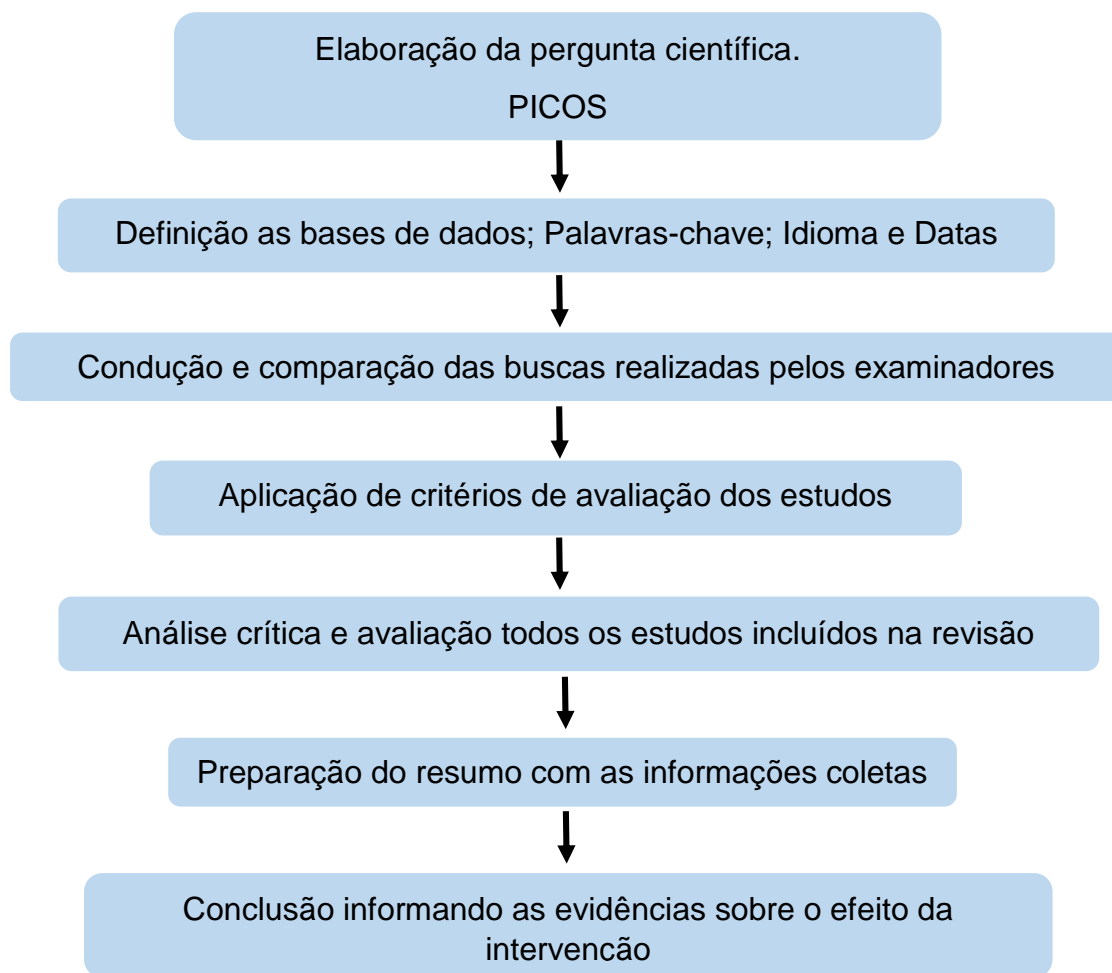 Elaboração da pergunta científica.
PICOS
Definição as bases de dados; Palavras-chave; Idioma e Datas
Condução e comparação das buscas realizadas pelos examinadores
Aplicação de critérios de avaliação dos estudos
Análise crítica e avaliação todos os estudos incluídos na revisão
Preparação do resumo com as informações coletas
Conclusão informando as evidências sobre o efeito da
intervenção